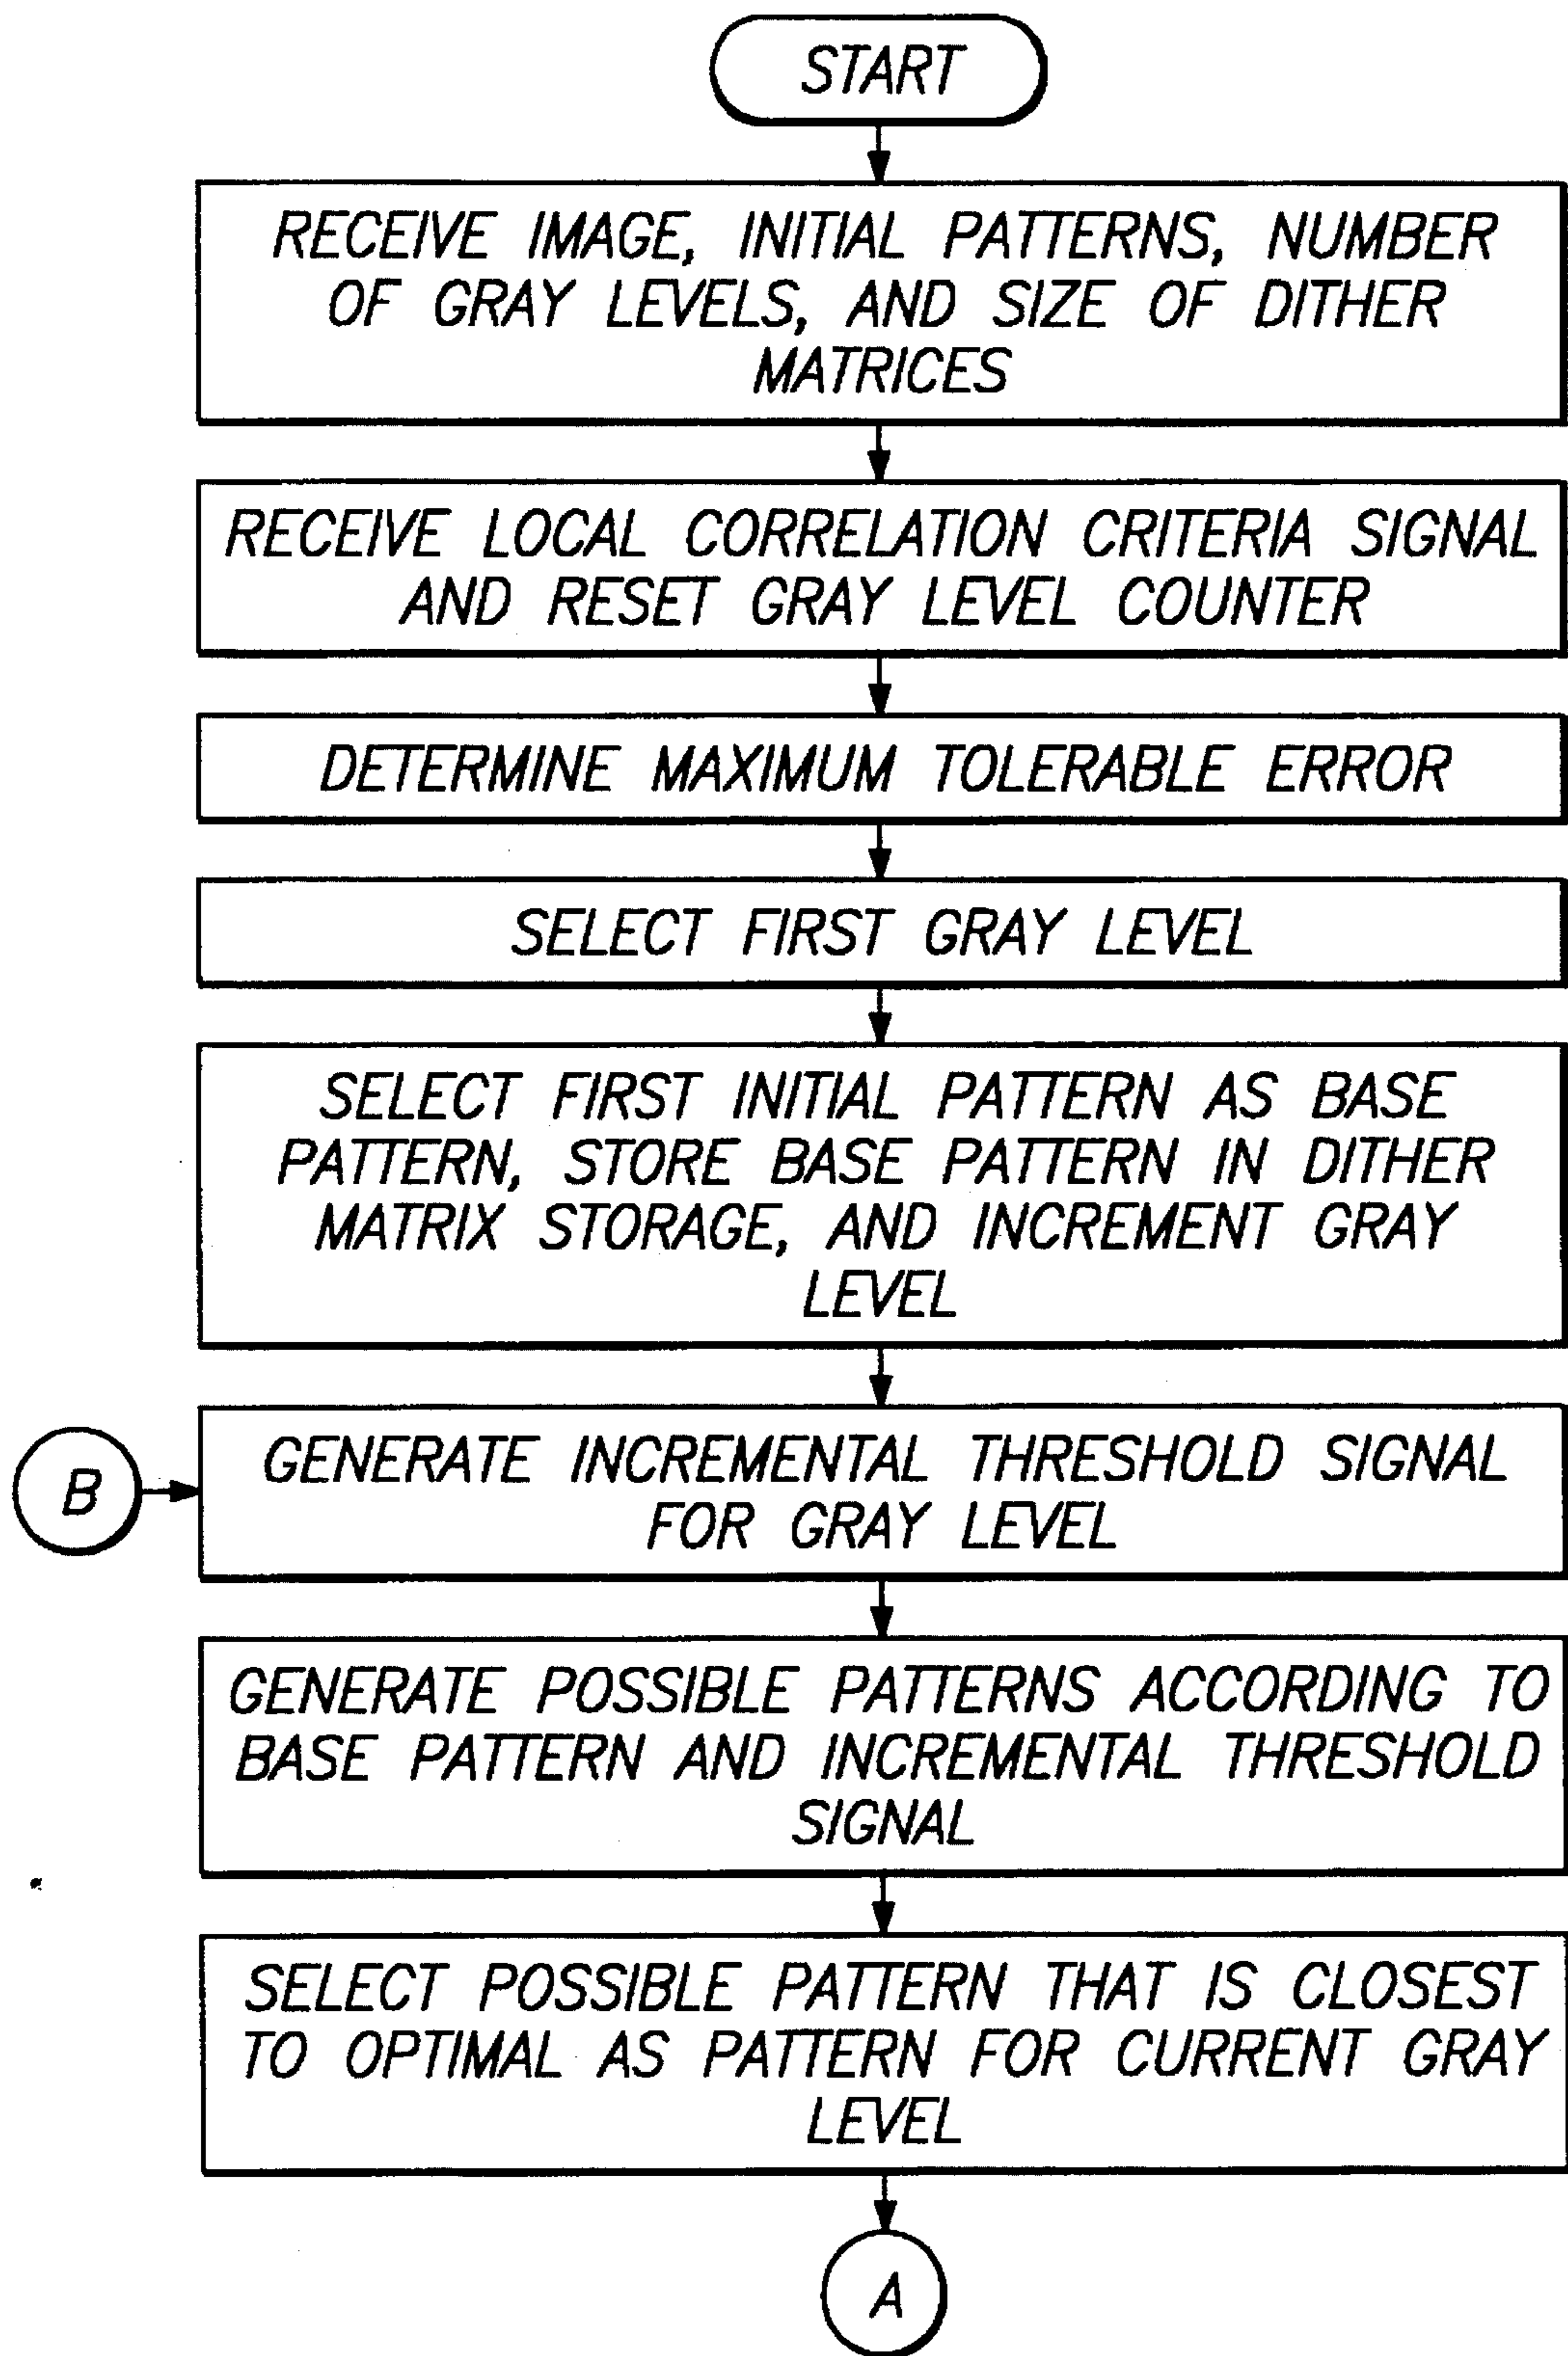 START
RECEIVE IMAGE, INITIAL PATTERNS, NUMBER
OF GRAY LEVELS, AND SIZE OF DITHER
MATRICES
RECEIVE LOCAL CORRELATION CRITERIA SIGNAL
AND RESET GRAY LEVEL COUNTER
DETERMINE MAXIMUM TOLERABLE ERROR
SELECT FIRST GRAY LEVEL
SELECT FIRST INITIAL PATTERN AS BASE
PATTERN, STORE BASE PATTERN IN DITHER
MATRIX STORAGE, AND INCREMENT GRAY
LEVEL
B
GENERATE INCREMENTAL THRESHOLD SIGNAL
FOR GRAY LEVEL
GENERATE POSSIBLE PATTERNS ACCORDING TO
BASE PATTERN AND INCREMENTAL THRESHOLD
SIGNAL
SELECT POSSIBLE PATTERN THAT IS CLOSEST
TO OPTIMAL AS PATTERN FOR CURRENT GRAY
LEVEL
A